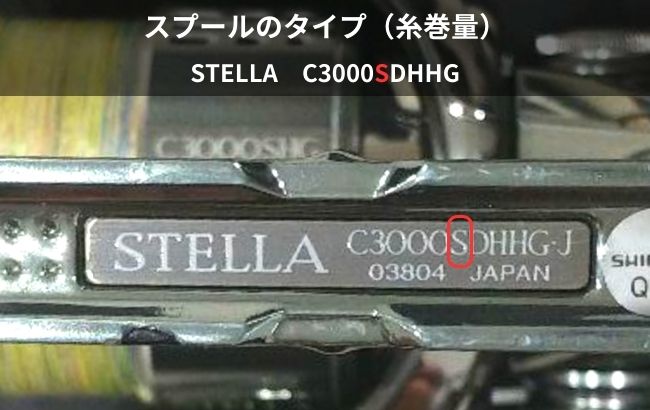 スプールのタイプ（糸巻量）
STELLA　C3000SDHHG
C3000SHG
STELLA C3000SDHHG-J
03804 JAPAN
SHI
Q